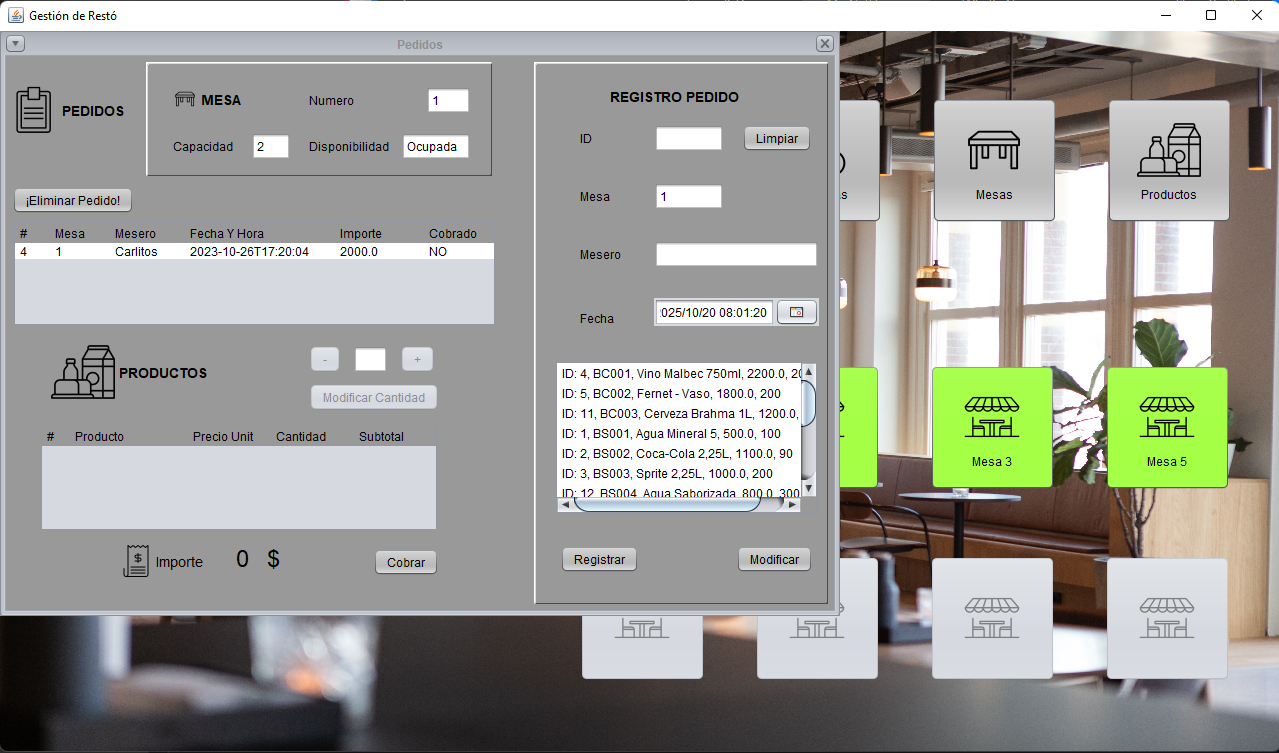 Gestión de Restó
Pedidos
PEDIDOS
MESA
Numero
1
Capacidad
2
Disponibilidad
Ocupada
¡Eliminar Pedido!
# Mesa Mesero Fecha Y Hora Importe Cobrado
4 1 Carlitos 2023-10-26T17:20:04 2000.0 NO
PRODUCTOS
- +
Modificar Cantidad
# Producto Precio Unit Cantidad Subtotal
$
Importe 0 $
Cobrar
REGISTRO PEDIDO
ID
Limpiar
Mesa
1
Mesero
Fecha
025/10/20 08:01:20
ID: 4, BC001, Vino Malbec 750ml, 2200.0, 20
ID: 5, BC002, Fernet - Vaso, 1800.0, 200
ID: 11, BC003, Cerveza Brahma 1L, 1200.0,
ID: 1, BS001, Agua Mineral 5, 500.0, 100
ID: 2, BS002, Coca-Cola 2,25L, 1100.0, 90
ID: 3, BS003, Sprite 2,25L, 1000.0, 200
ID: 12, BS004, Agua Saborizada, 800.0, 300
Registrar
Modificar
s
Mesas
Productos
Mesa 3
Mesa 5